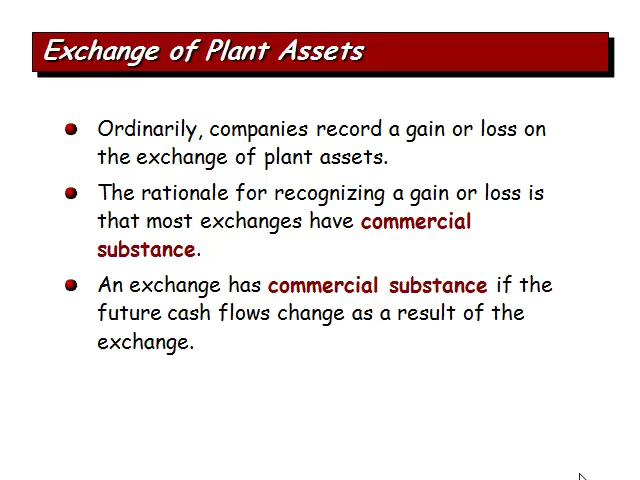 Exchange of Plant Assets
Ordinarily, companies record a gain or loss on
the exchange of plant assets.
The rationale for recognizing a gain or loss is
that most exchanges have commercial
substance.
An exchange has commercial substance if the
future cash flows change as a result of the
exchange.